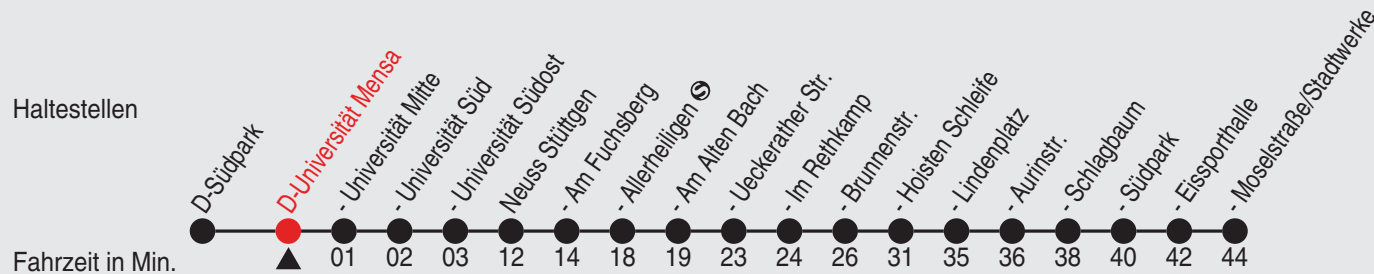 Haltestellen
D-Südpark
D-Universität Mensa
- Universität Mitte
- Universität Süd
- Universität Südost
Neuss Stüttgen
- Am Fuchsberg
- Allerheiligen Ⓢ
- Am Alten Bach
- Ueckerather Str.
- Im Rethkamp
- Brunnenstr.
- Hoisten Schleife
- Lindenplatz
- Aurinstr.
- Schlagbaum
- Südpark
- Eissporthalle
- Moselstraße/Stadtwerke
Fahrzeit in Min. 01 02 03 12 14 18 19 23 24 26 31 35 36 38 40 42 44